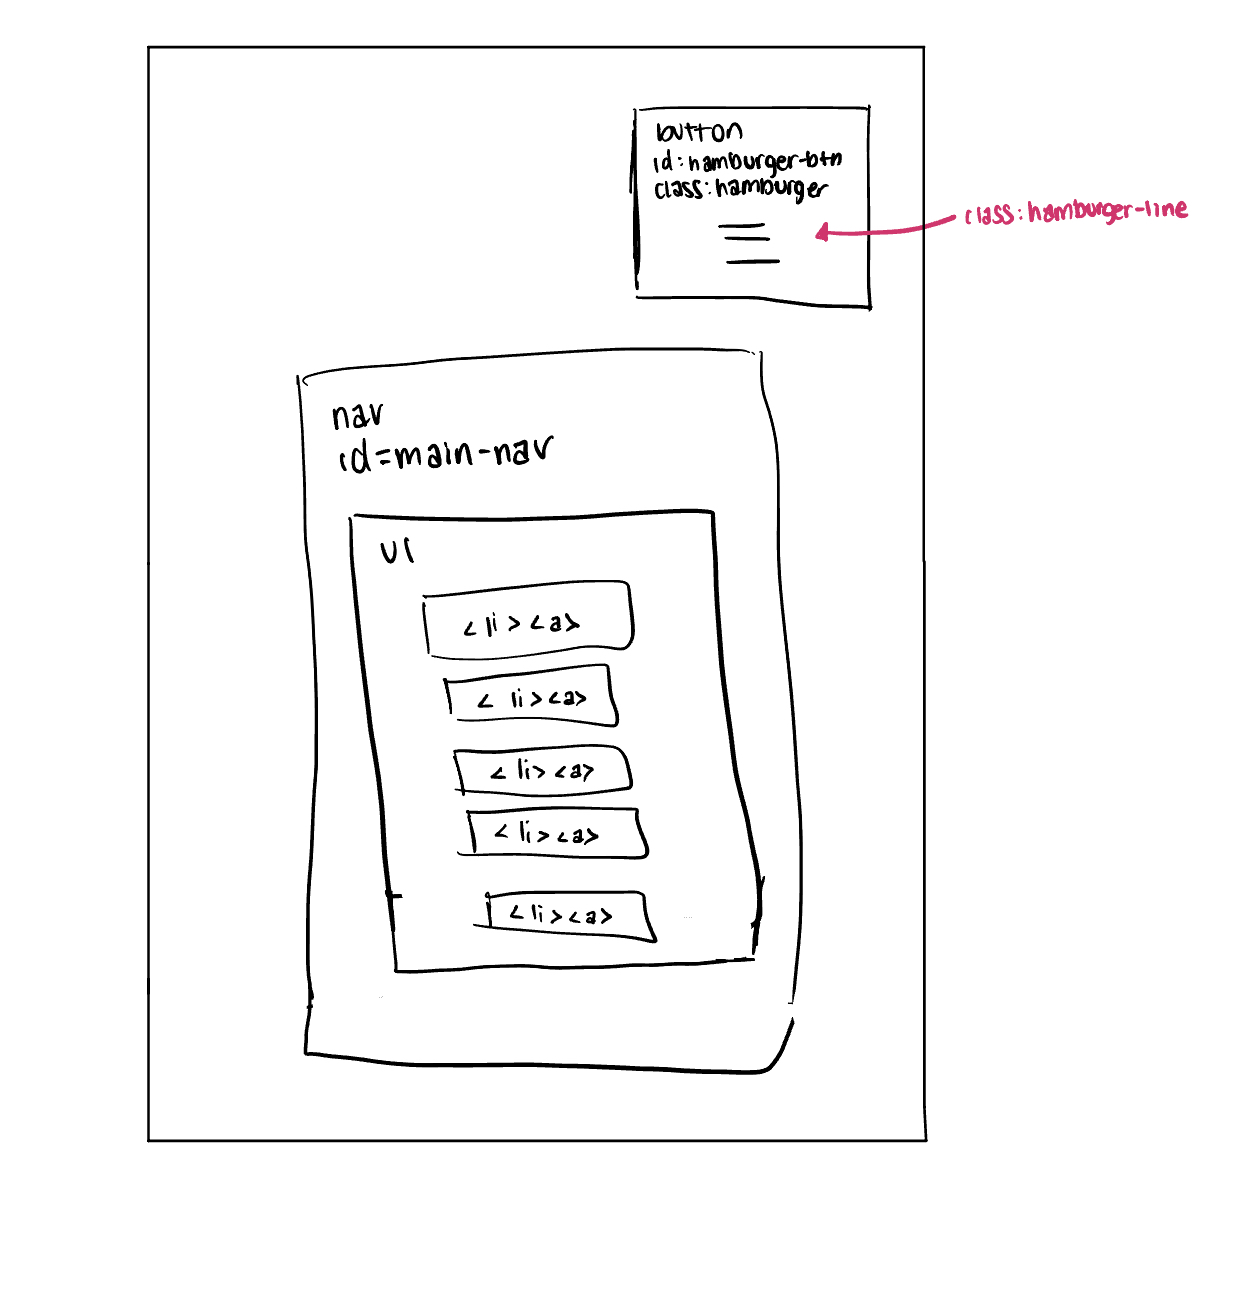 button
id:hamburger-btn
class:hamburger
class:hamburger-line
nav
id=main-nav
ul
<li><a>
<li><a>
<li><a>
<li><a>
<li><a>